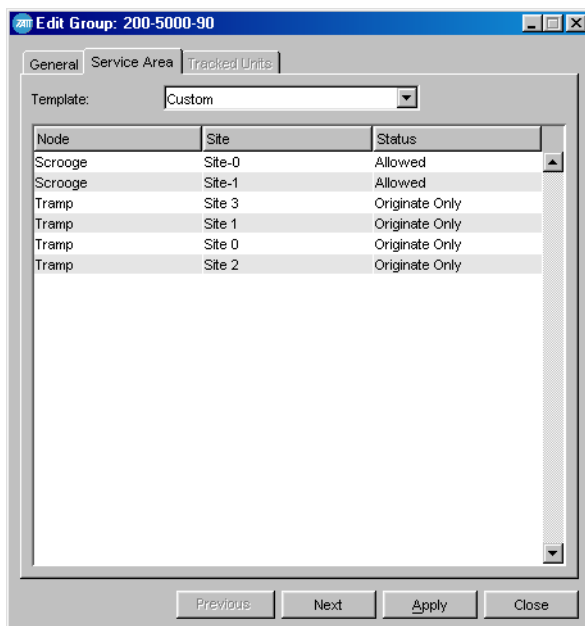 TAIT Edit Group: 200-5000-90
General Service Area Tracked Units
Template: Custom
Node Site Status
Scrooge Site-0 Allowed
Scrooge Site-1 Allowed
Tramp Site 3 Originate Only
Tramp Site 1 Originate Only
Tramp Site 0 Originate Only
Tramp Site 2 Originate Only
Previous Next Apply Close